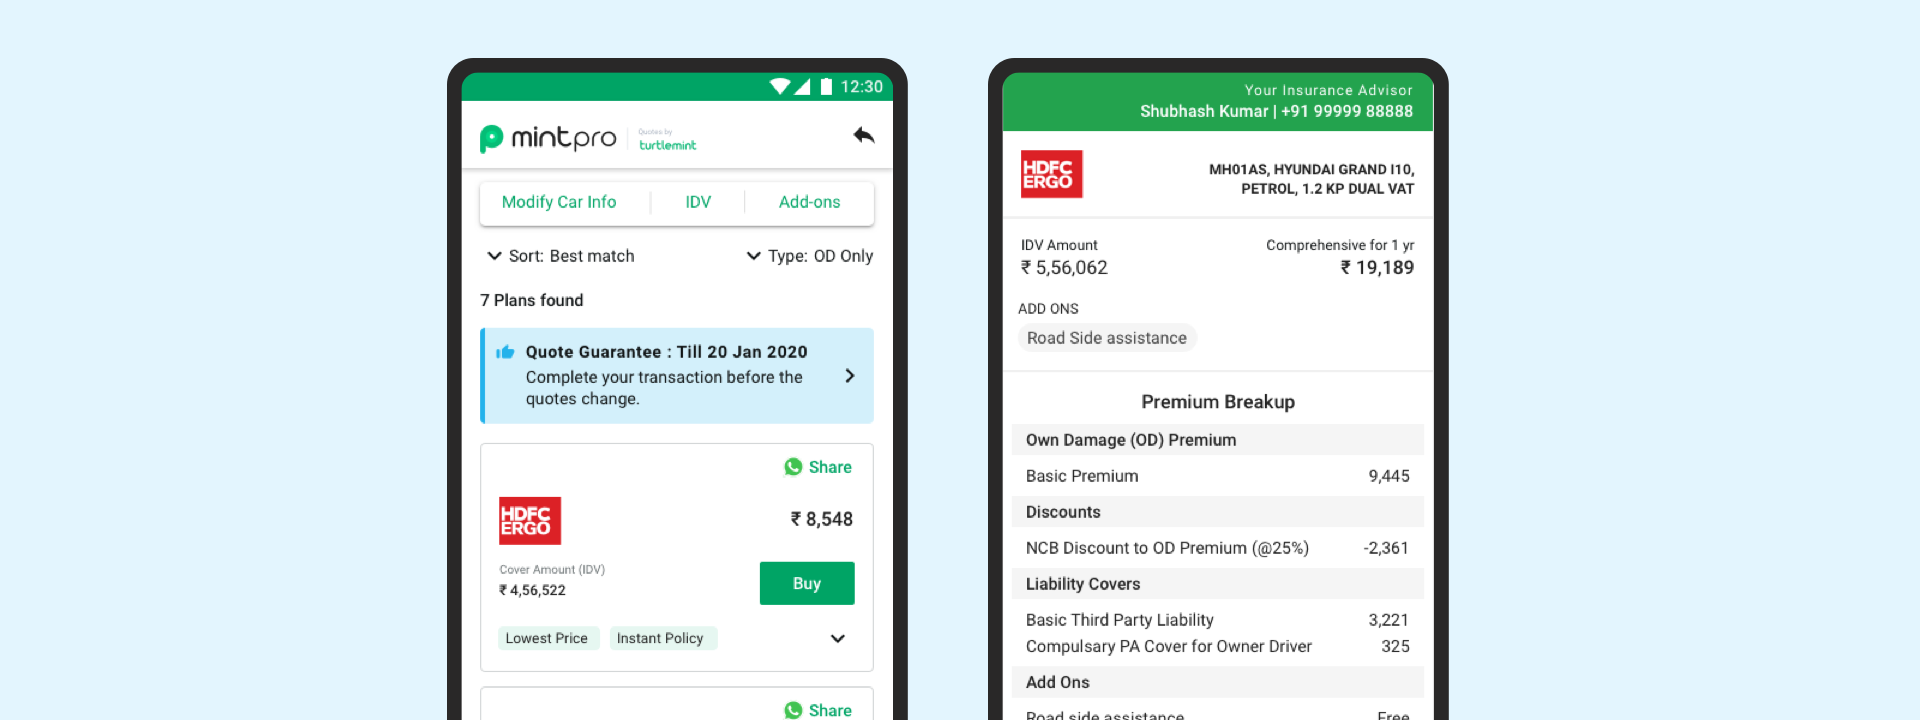 12:30
mintpro
Quotes by
turtlemint
Modify Car Info
IDV
Add-ons
Sort: Best match
Type: OD Only
7 Plans found
Quote Guarantee : Till 20 Jan 2020
Complete your transaction before the
quotes change.
Share
HDFC
ERGO
₹ 8,548
Cover Amount (IDV)
₹ 4,56,522
Buy
Lowest Price
Instant Policy
Share
Your Insurance Advisor
Shubhash Kumar | +91 99999 88888
HDFC
ERGO
MH01AS, HYUNDAI GRAND I10,
PETROL, 1.2 KP DUAL VAT
IDV Amount
₹ 5,56,062
Comprehensive for 1 yr
₹ 19,189
ADD ONS
Road Side assistance
Premium Breakup
Own Damage (OD) Premium
Basic Premium 9,445
Discounts
NCB Discount to OD Premium (@25%) -2,361
Liability Covers
Basic Third Party Liability 3,221
Compulsary PA Cover for Owner Driver 325
Add Ons
Road side assistance Free